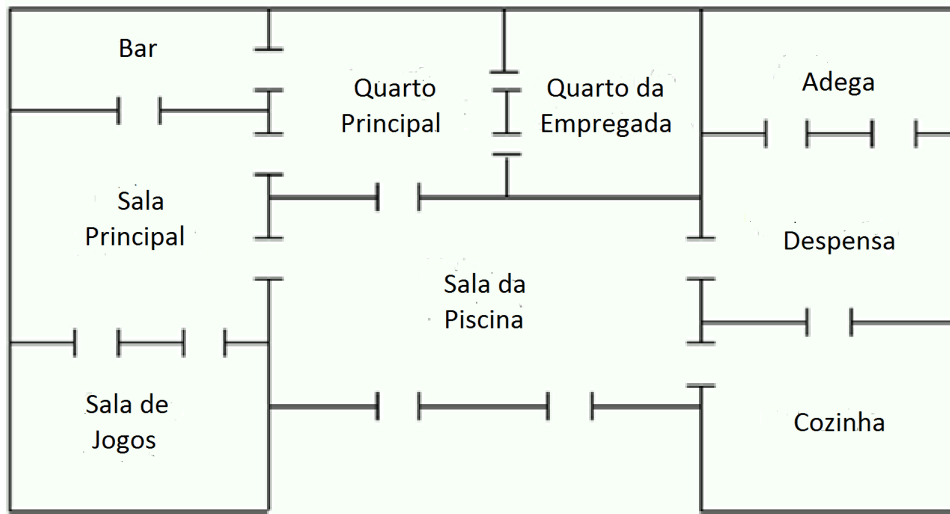 Bar
Quarto
Principal
Quarto da
Empregada
Adega
Sala
Principal
Sala da
Piscina
Despensa
Sala de
Jogos
Cozinha